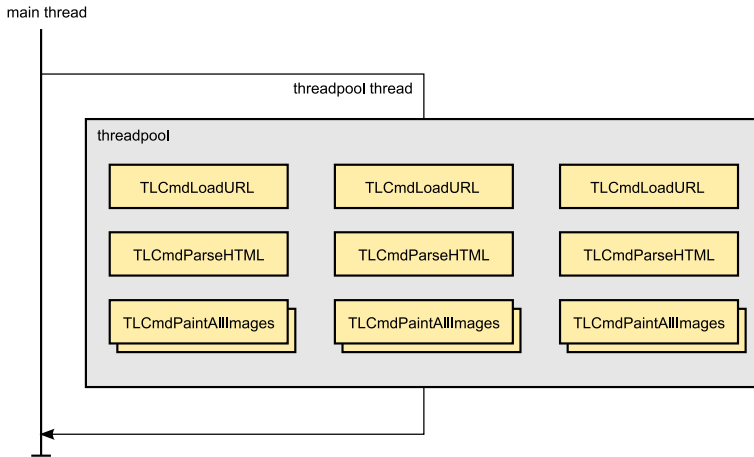 main thread
threadpool thread
threadpool
TLCmdLoadURL TLCmdLoadURL TLCmdLoadURL
TLCmdParseHTML TLCmdParseHTML TLCmdParseHTML
TLCmdPaintAllImages TLCmdPaintAllImages TLCmdPaintAllImages